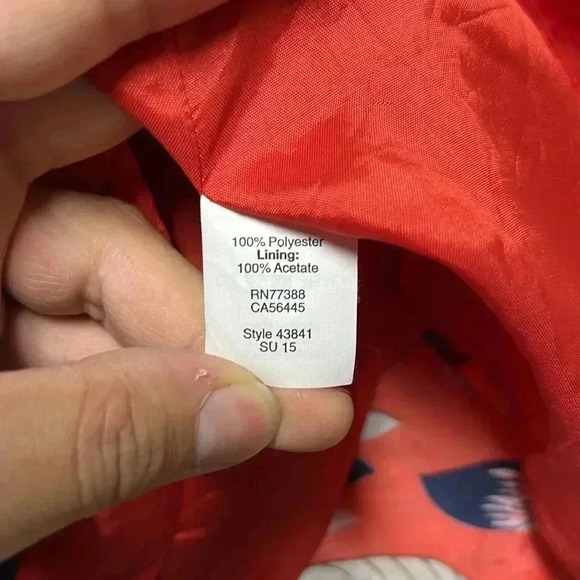 100% Polyester
Lining:
100% Acetate
RN77388
CA56445
Style 43841
SU 15